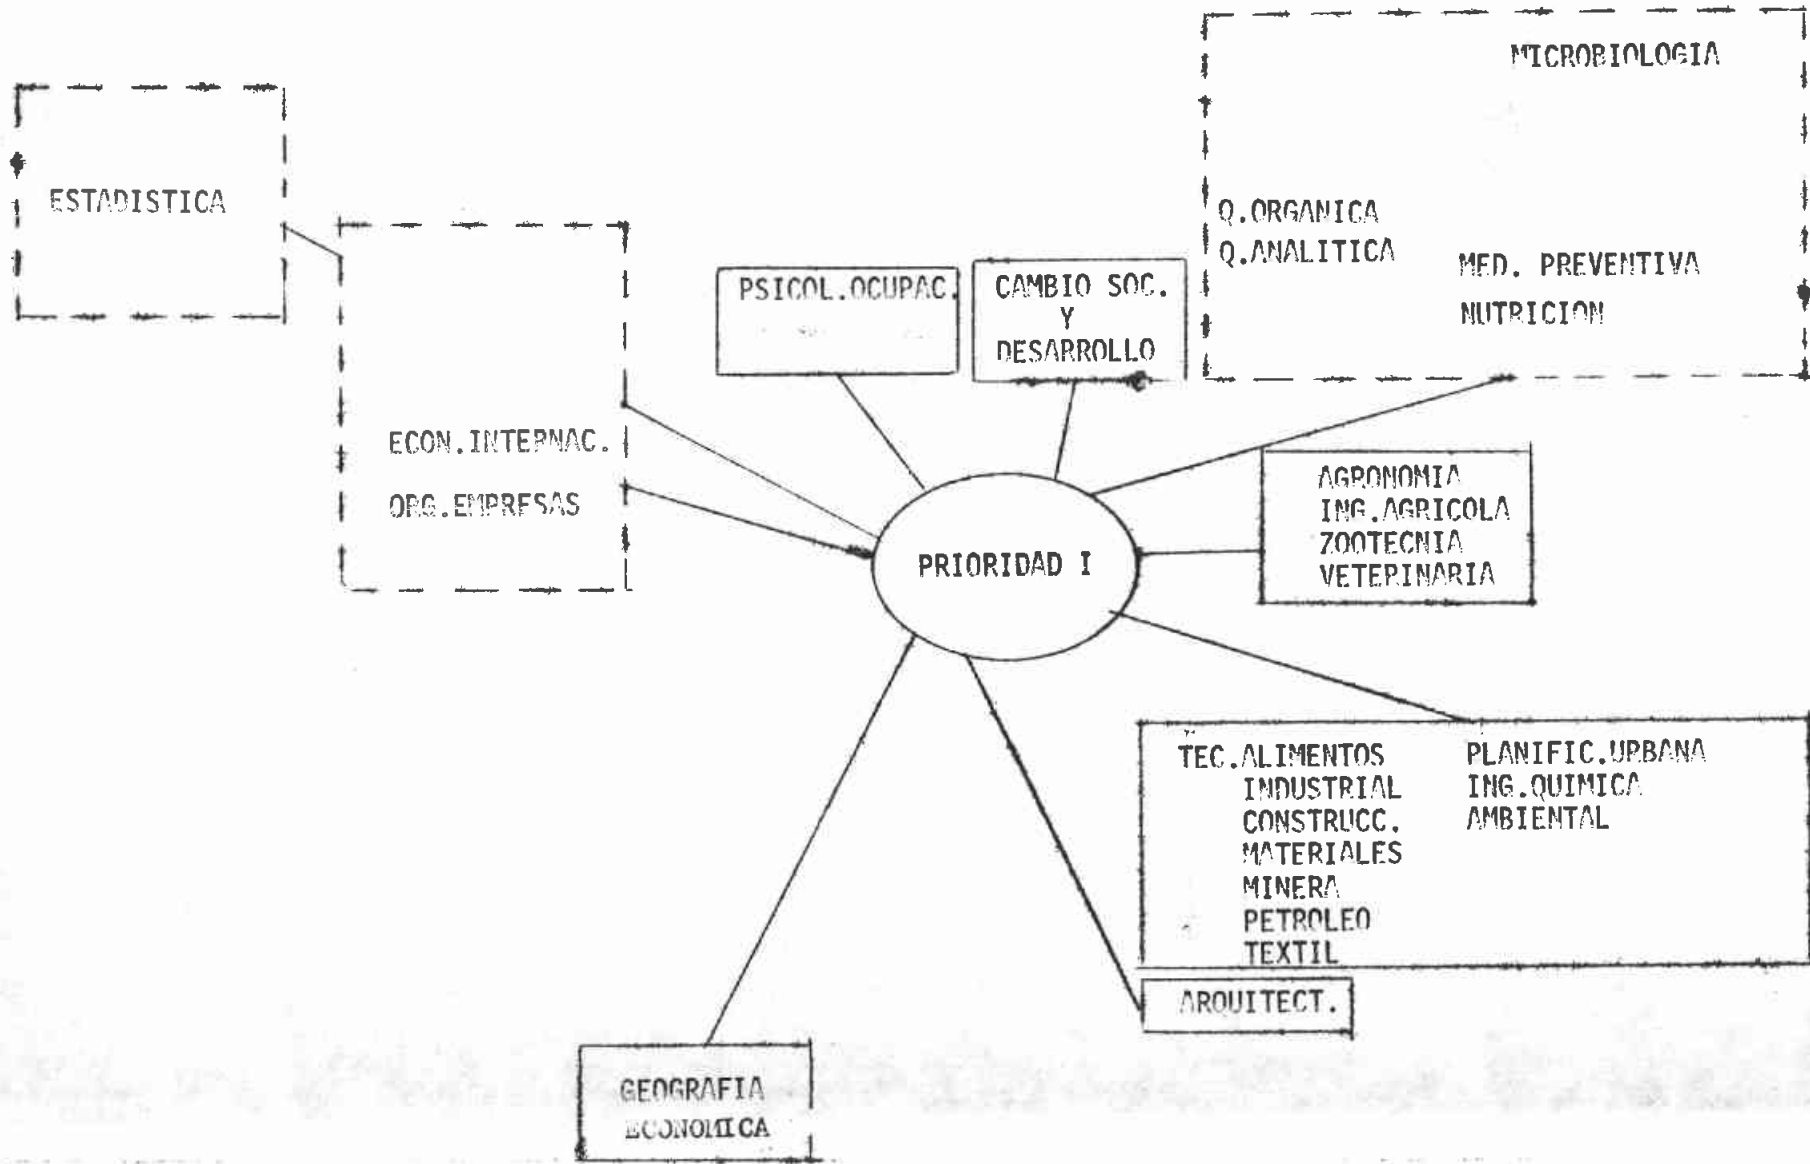 MICROBIOLOGIA
ESTADISTICA
Q.ORGANICA
Q.ANALITICA
MED. PREVENTIVA
NUTRICION
PSICOL.OCUPAC.
CAMBIO SOC.
Y
DESARROLLO
ECON.INTERNAC.
ORG.EMPRESAS
PRIORIDAD I
AGRONOMIA
ING.AGRICOLA
ZOOTECNIA
VETERINARIA
TEC.ALIMENTOS
INDUSTRIAL
CONSTRUCC.
MATERIALES
MINERA
PETROLEO
TEXTIL
PLANIFIC.URBANA
ING.QUIMICA
AMBIENTAL
ARQUITECT.
GEOGRAFIA
ECONOMICA